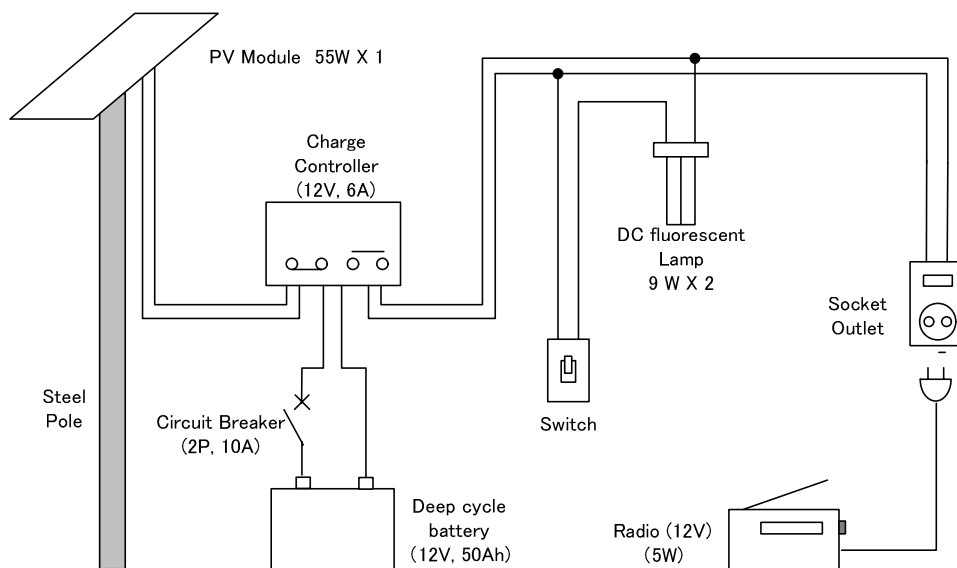 PV Module 55W X 1
Charge
Controller
(12V, 6A)
DC fluorescent
Lamp
9 W X 2
Socket
Outlet
Steel
Pole
Circuit Breaker
(2P, 10A)
Switch
Deep cycle
battery
(12V, 50Ah)
Radio (12V)
(5W)